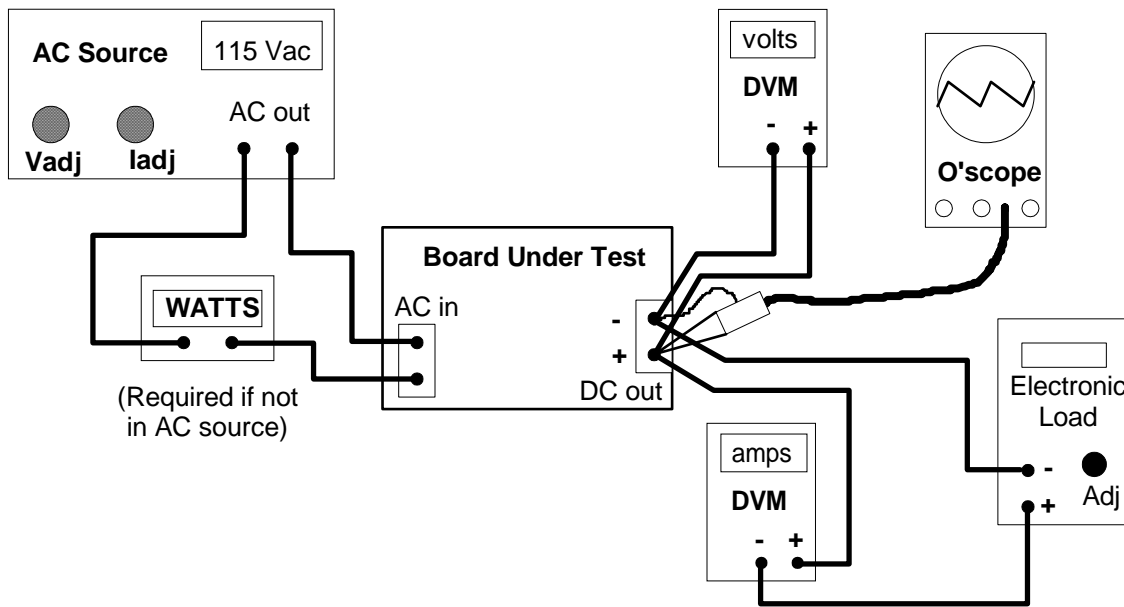 AC Source
115 Vac
AC out
Vadj
Iadj
WATTS
(Required if not
in AC source)
Board Under Test
AC in
-
+
DC out
volts
DVM
- +
O'scope
amps
DVM
- +
Electronic
Load
-
+
Adj